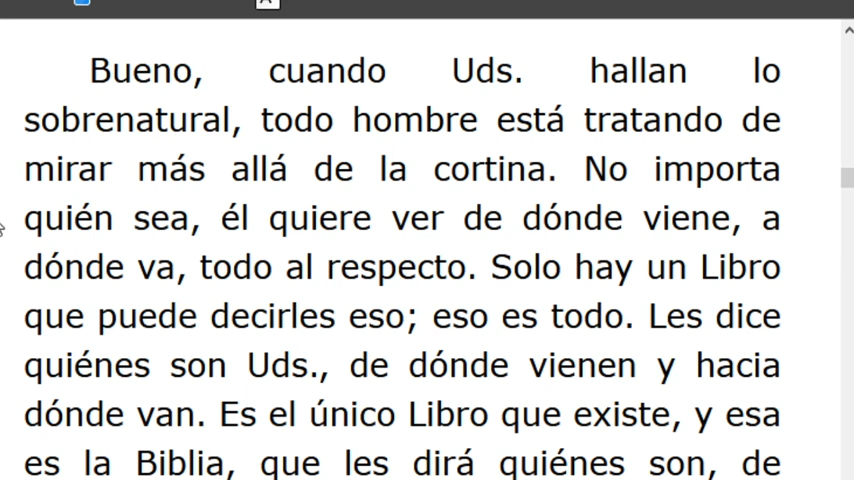 Bueno, cuando Uds. hallan lo
sobrenatural, todo hombre está tratando de
mirar más allá de la cortina. No importa
quién sea, él quiere ver de dónde viene, a
dónde va, todo al respecto. Solo hay un Libro
que puede decirles eso; eso es todo. Les dice
quiénes son Uds., de dónde vienen y hacia
dónde van. Es el único Libro que existe, y esa
es la Biblia, que les dirá quiénes son, de